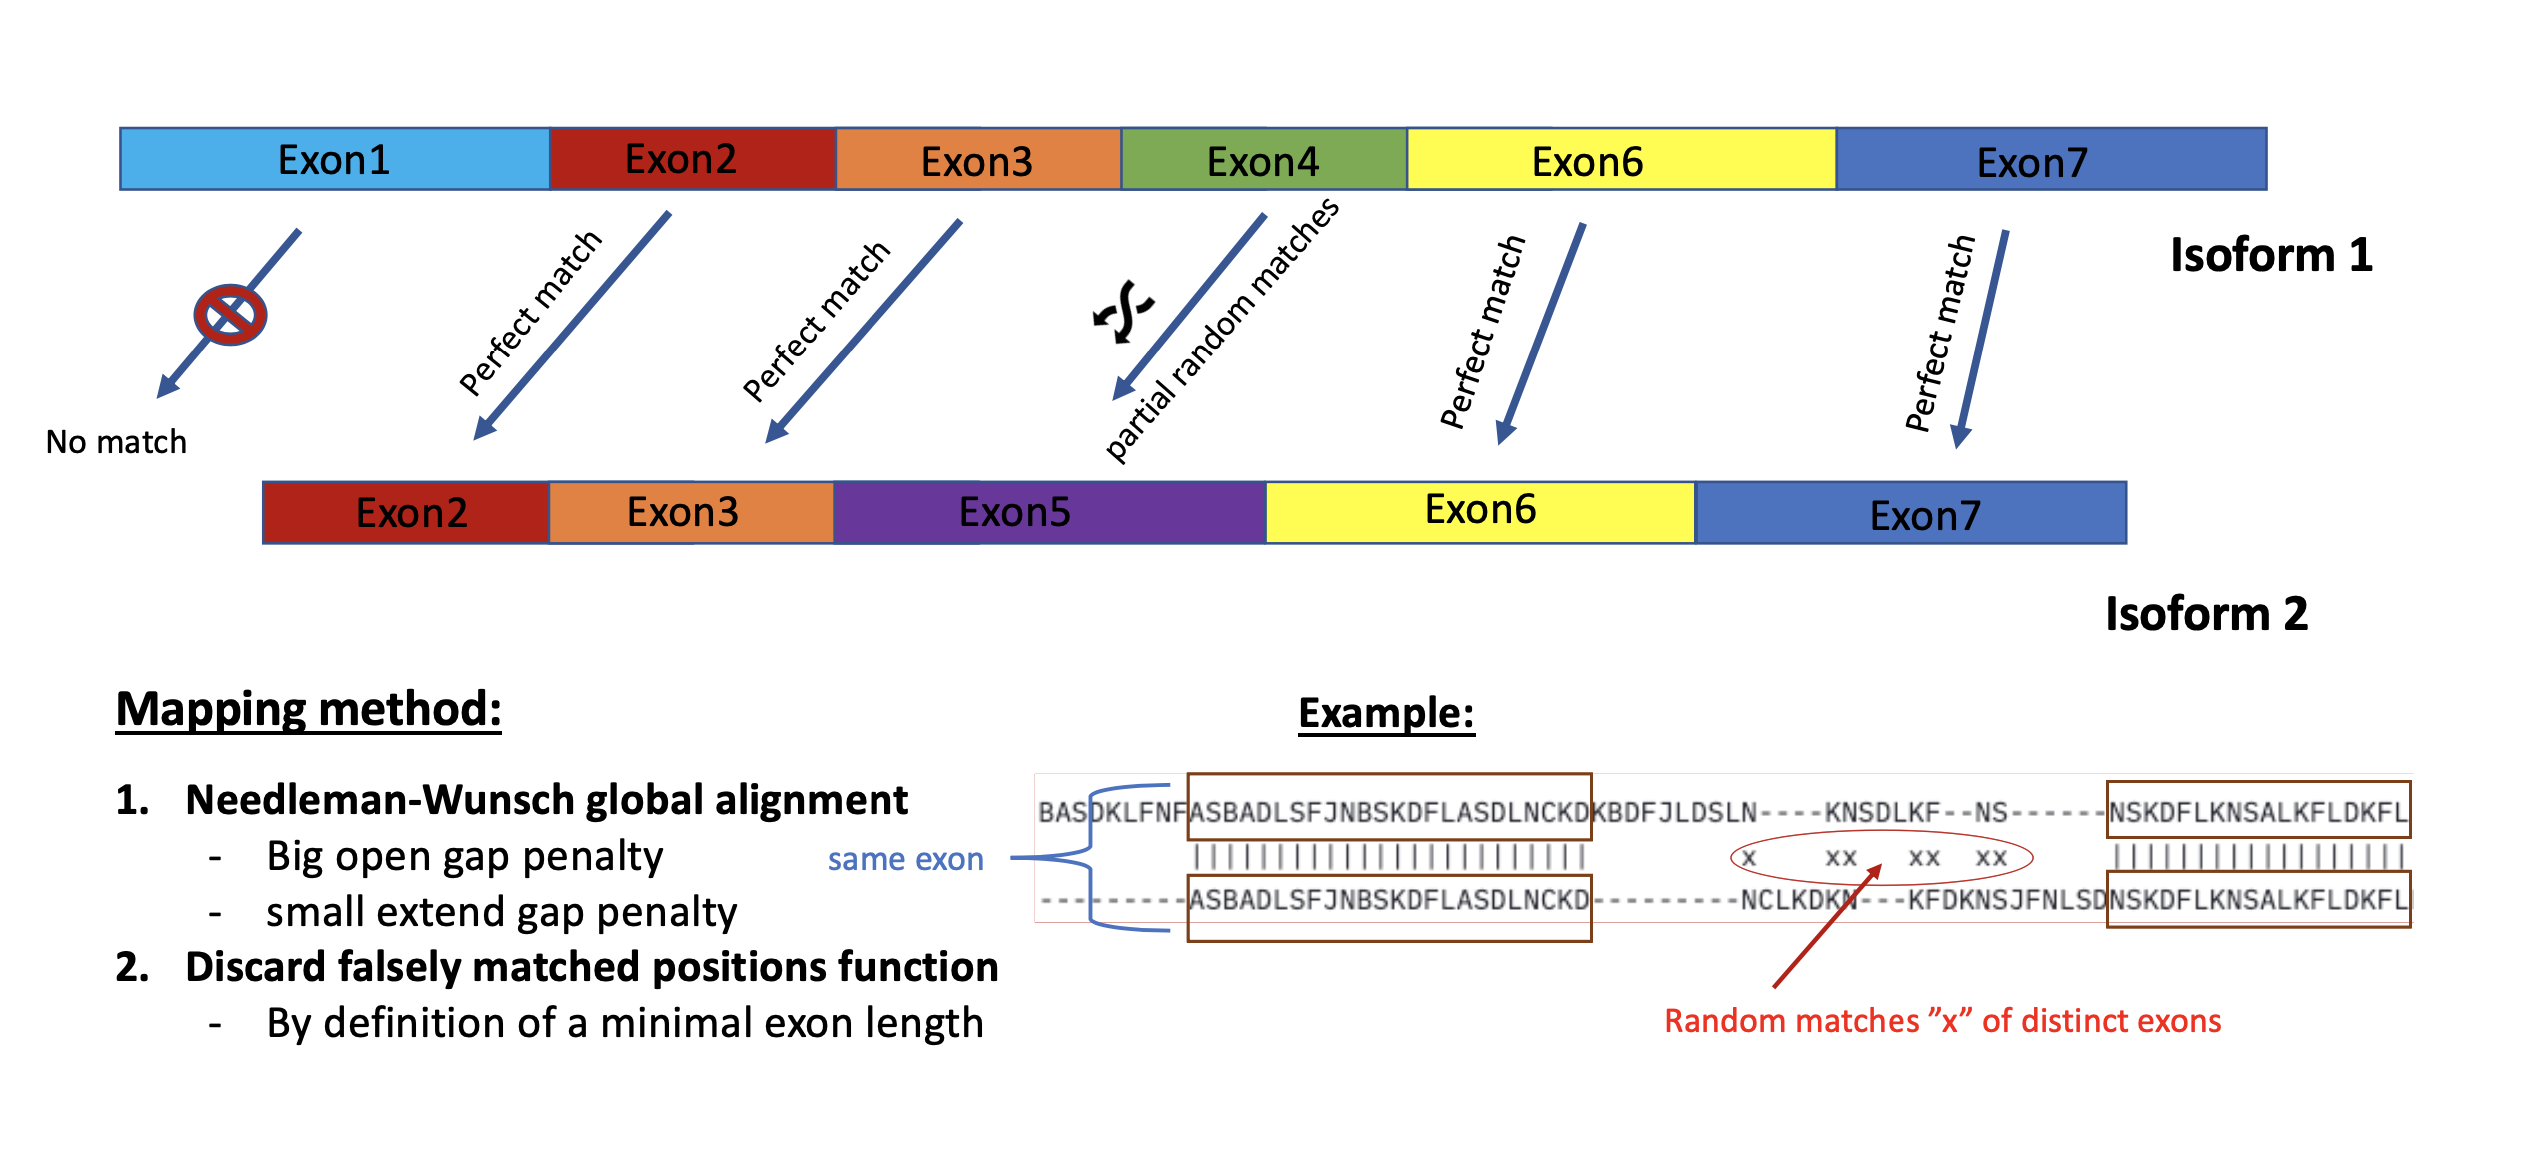 Exon1 Exon2 Exon3 Exon4 Exon6 Exon7
Isoform 1
No match
Perfect match
Perfect match
partial random matches
Perfect match
Perfect match
Exon2 Exon3 Exon5 Exon6 Exon7
Isoform 2
Mapping method:
1. Needleman-Wunsch global alignment
- Big open gap penalty
- small extend gap penalty
2. Discard falsely matched positions function
- By definition of a minimal exon length
Example:
same exon
BASDKLFNFASBADLSFJNBSKDFLASDLNCKDKBDFJLDSLN----KNSDLKF--NS------NSKDFLKNSALKFLDKFL
|||||||||||||||||||||||| x xx xx xx ||||||||||||||||||
---------ASBADLSFJNBSKDFLASDLNCKD---------NCLKDKN---KFDKNSJFNLSDNSKDFLKNSALKFLDKFL
Random matches ”x” of distinct exons